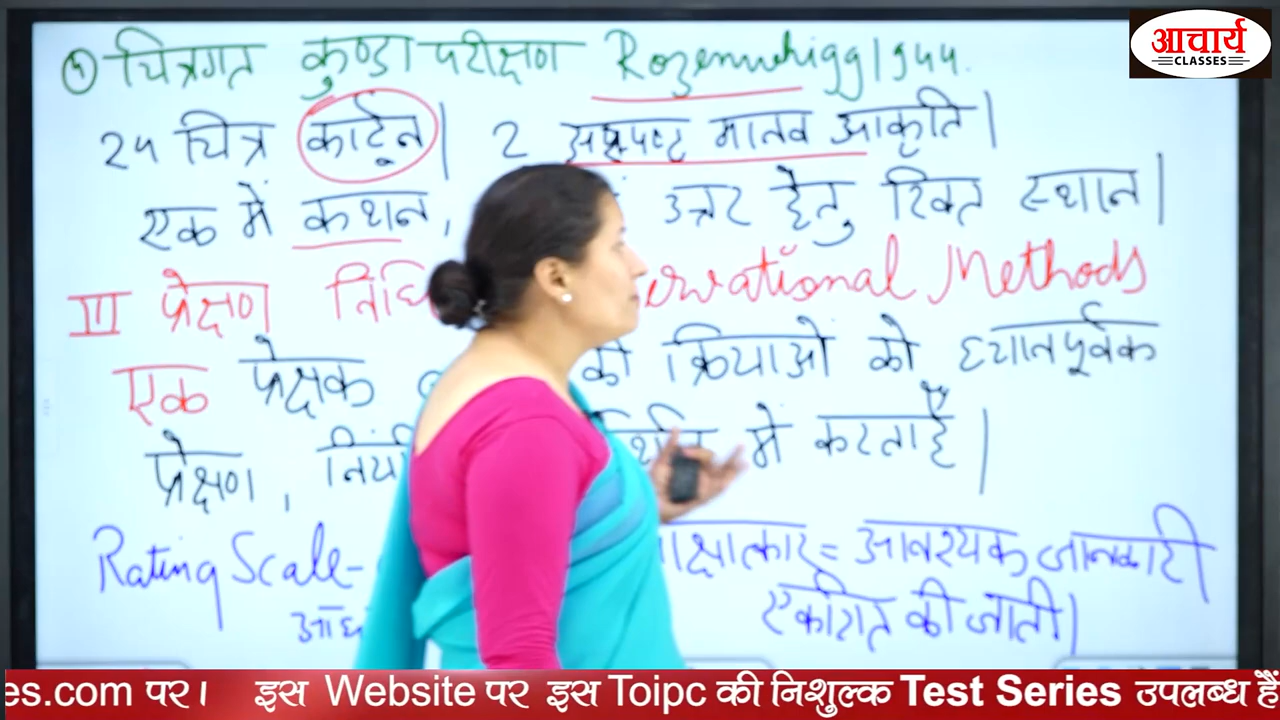 आचार्य
CLASSES
चित्रगत कुण्ठा परीक्षण 1944.
24 चित्र कार्टून। 2 अस्पष्ट मानव आकृति।
एक में कथन, उत्तर हेतु रिक्त स्थान।
III प्रेक्षण Methods
एक प्रेक्षक की क्रियाओं को ध्यानपूर्वक
प्रेक्षण, में करता है।
Rating Scale- = आवश्यक जानकारी
एकत्रित की जाती।
es.com पर। इस Website पर इस Toipc की निशुल्क Test Series उपलब्ध हैं